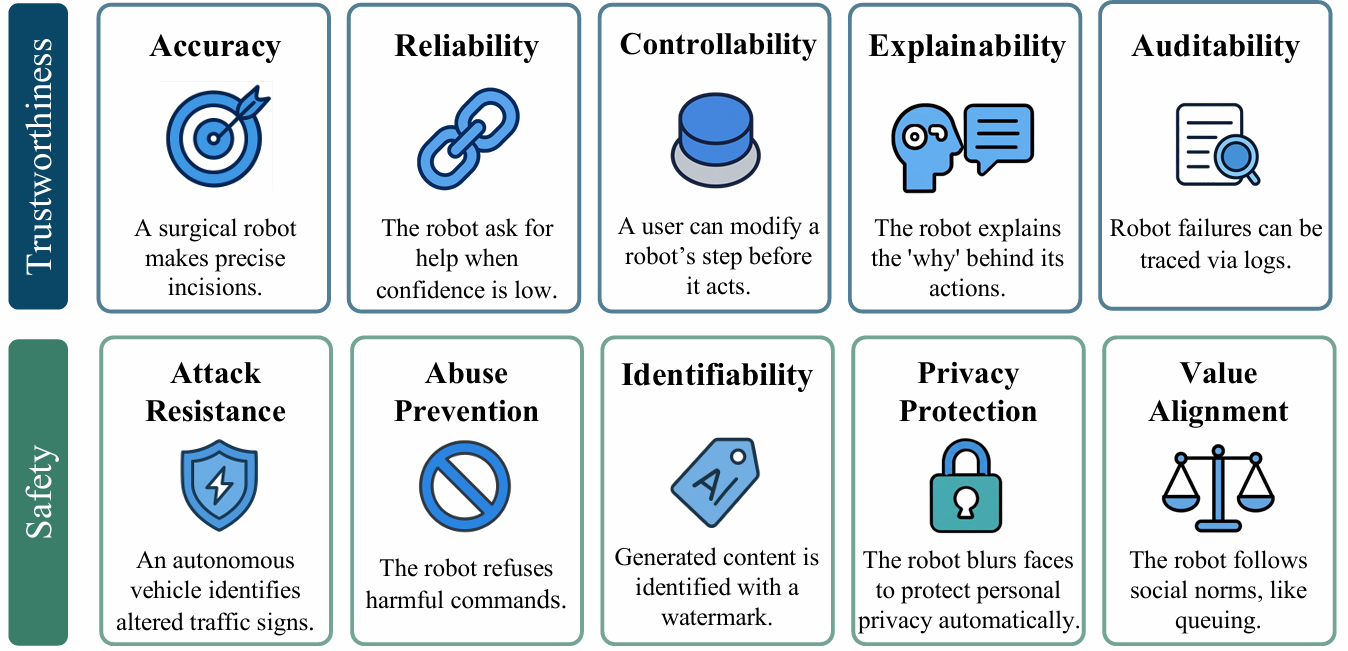 Trustworthiness
Accuracy
A surgical robot
makes precise
incisions.
Reliability
The robot ask for
help when
confidence is low.
Controllability
A user can modify a
robot's step before
it acts.
Explainability
The robot explains
the 'why' behind its
actions.
Auditability
Robot failures can be
traced via logs.
Safety
Attack
Resistance
An autonomous
vehicle identifies
altered traffic signs.
Abuse
Prevention
The robot refuses
harmful commands.
Identifiability
AI
Generated content is
identified with a
watermark.
Privacy
Protection
The robot blurs faces
to protect personal
privacy automatically.
Value
Alignment
The robot follows
social norms, like
queuing.